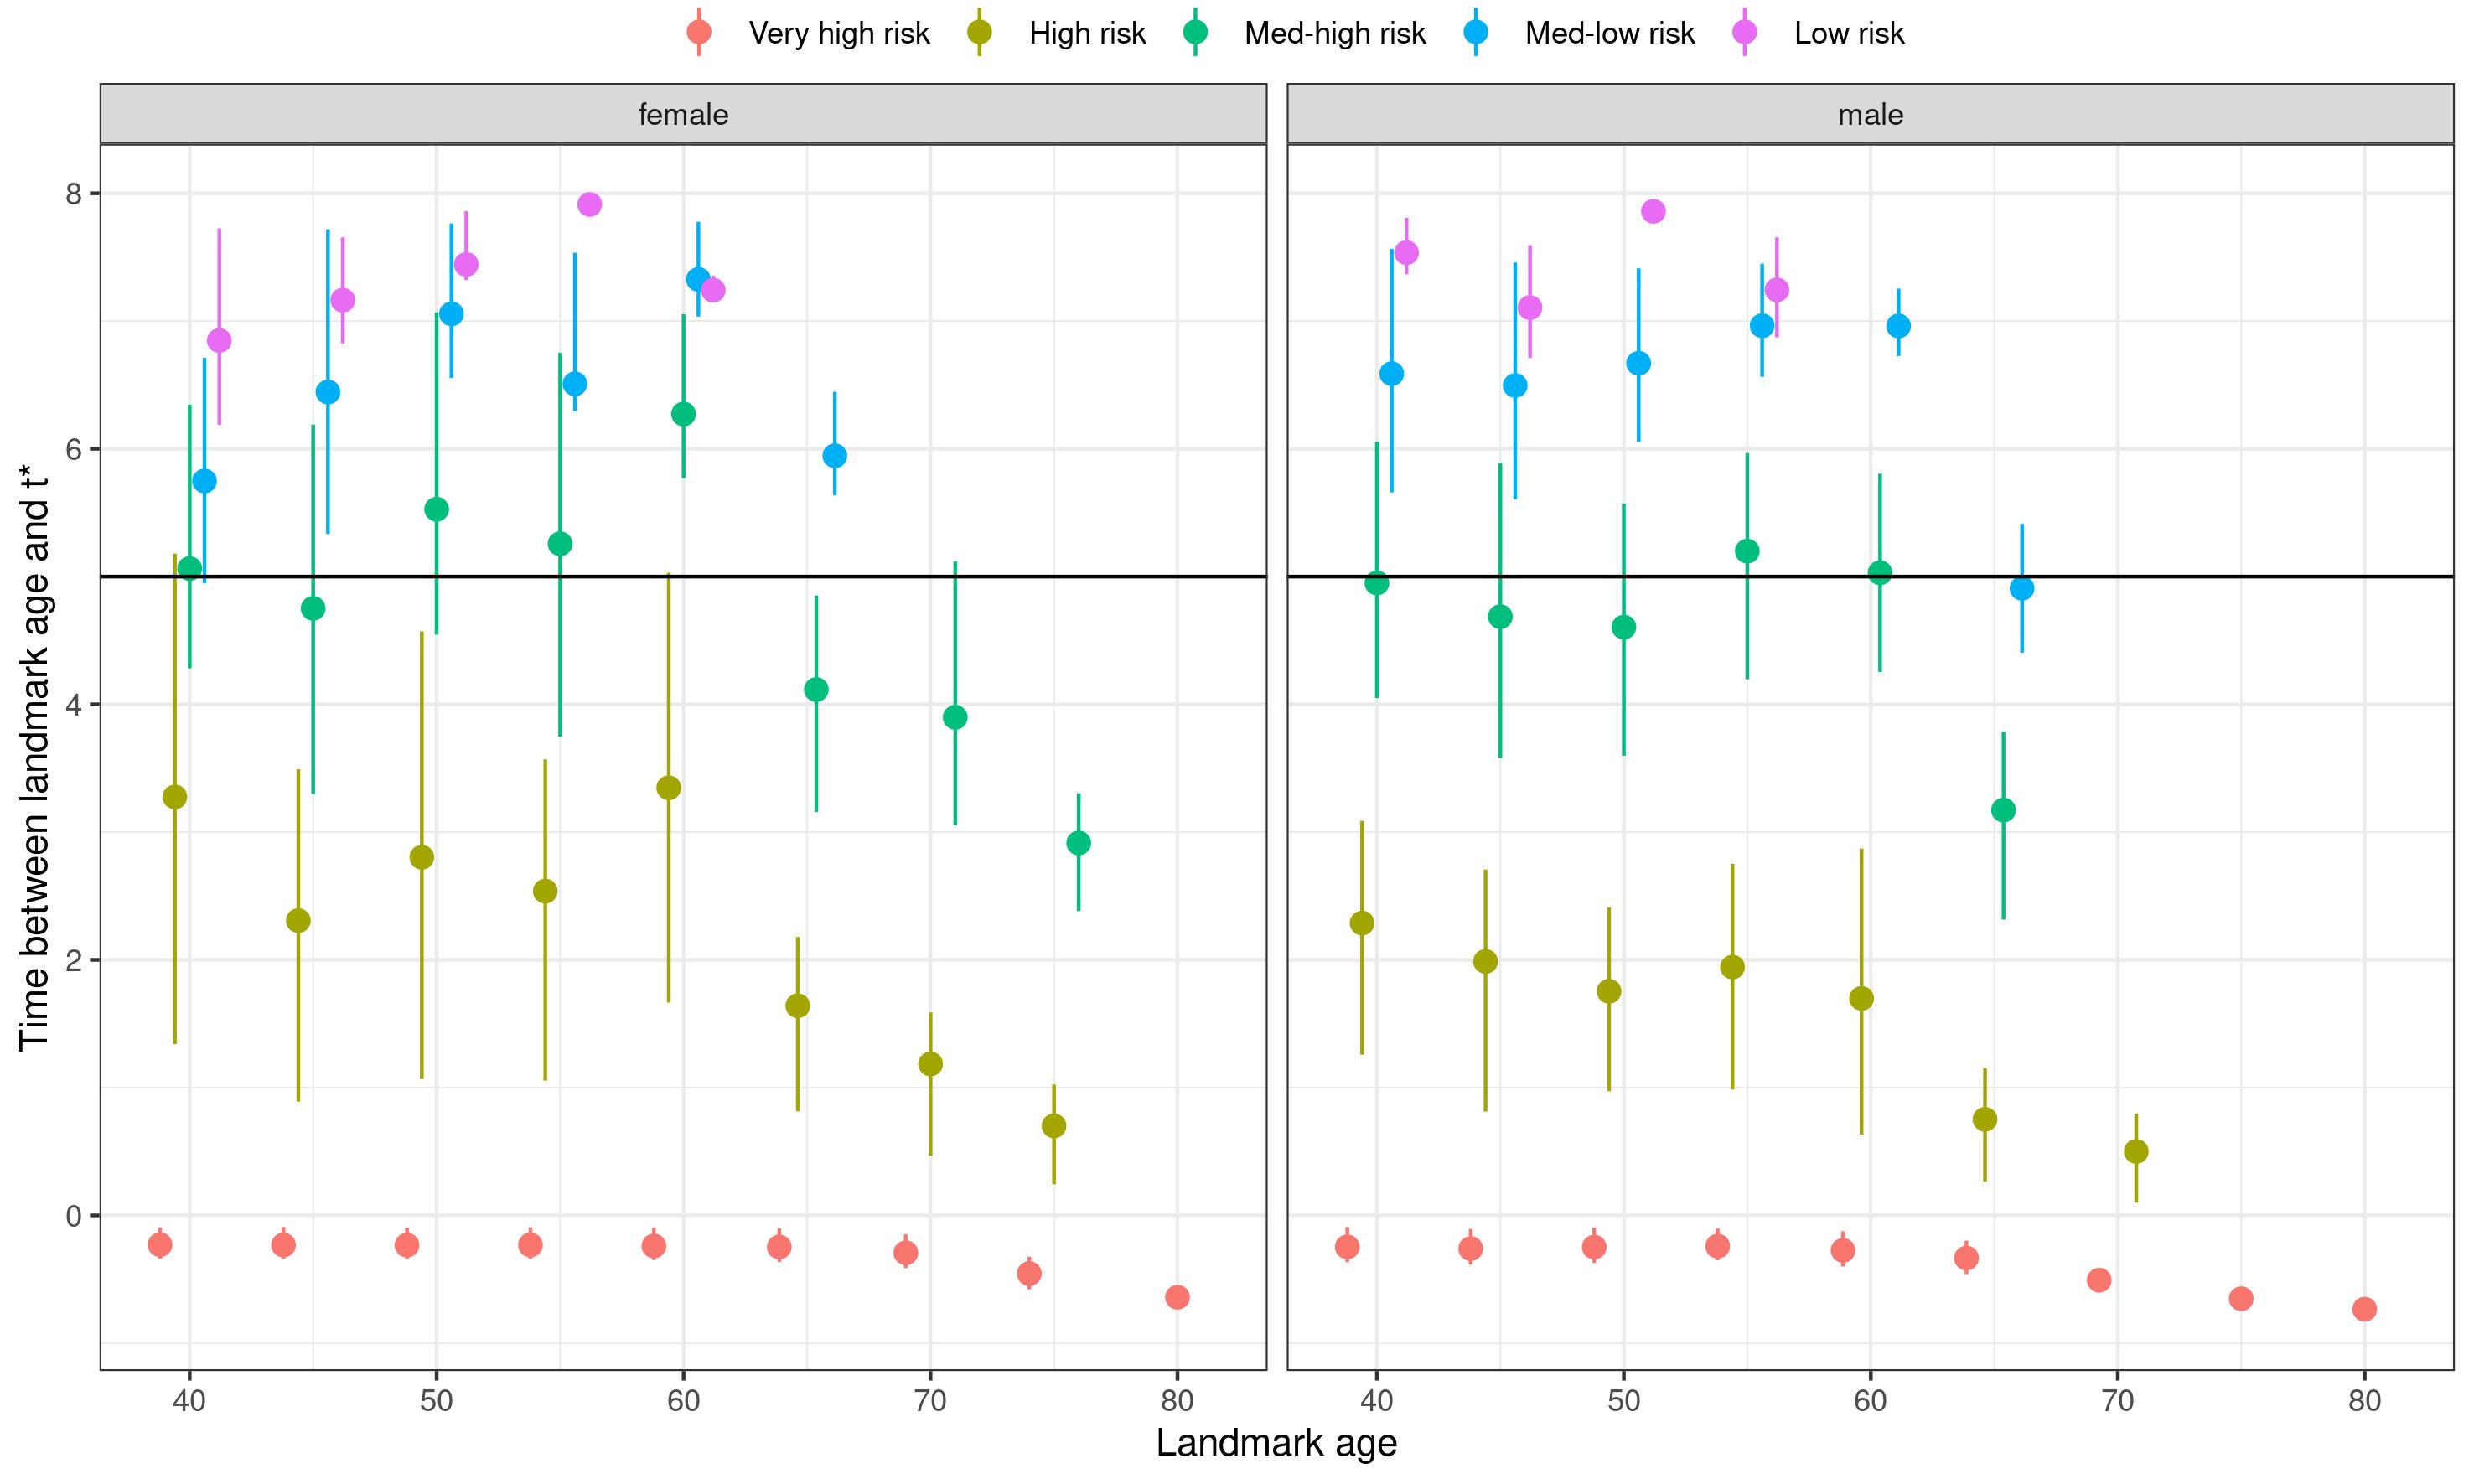 Very high risk High risk Med-high risk Med-low risk Low risk
female male
8
6
4
2
0
Time between landmark age and t*
40 50 60 70 80 40 50 60 70 80
Landmark age